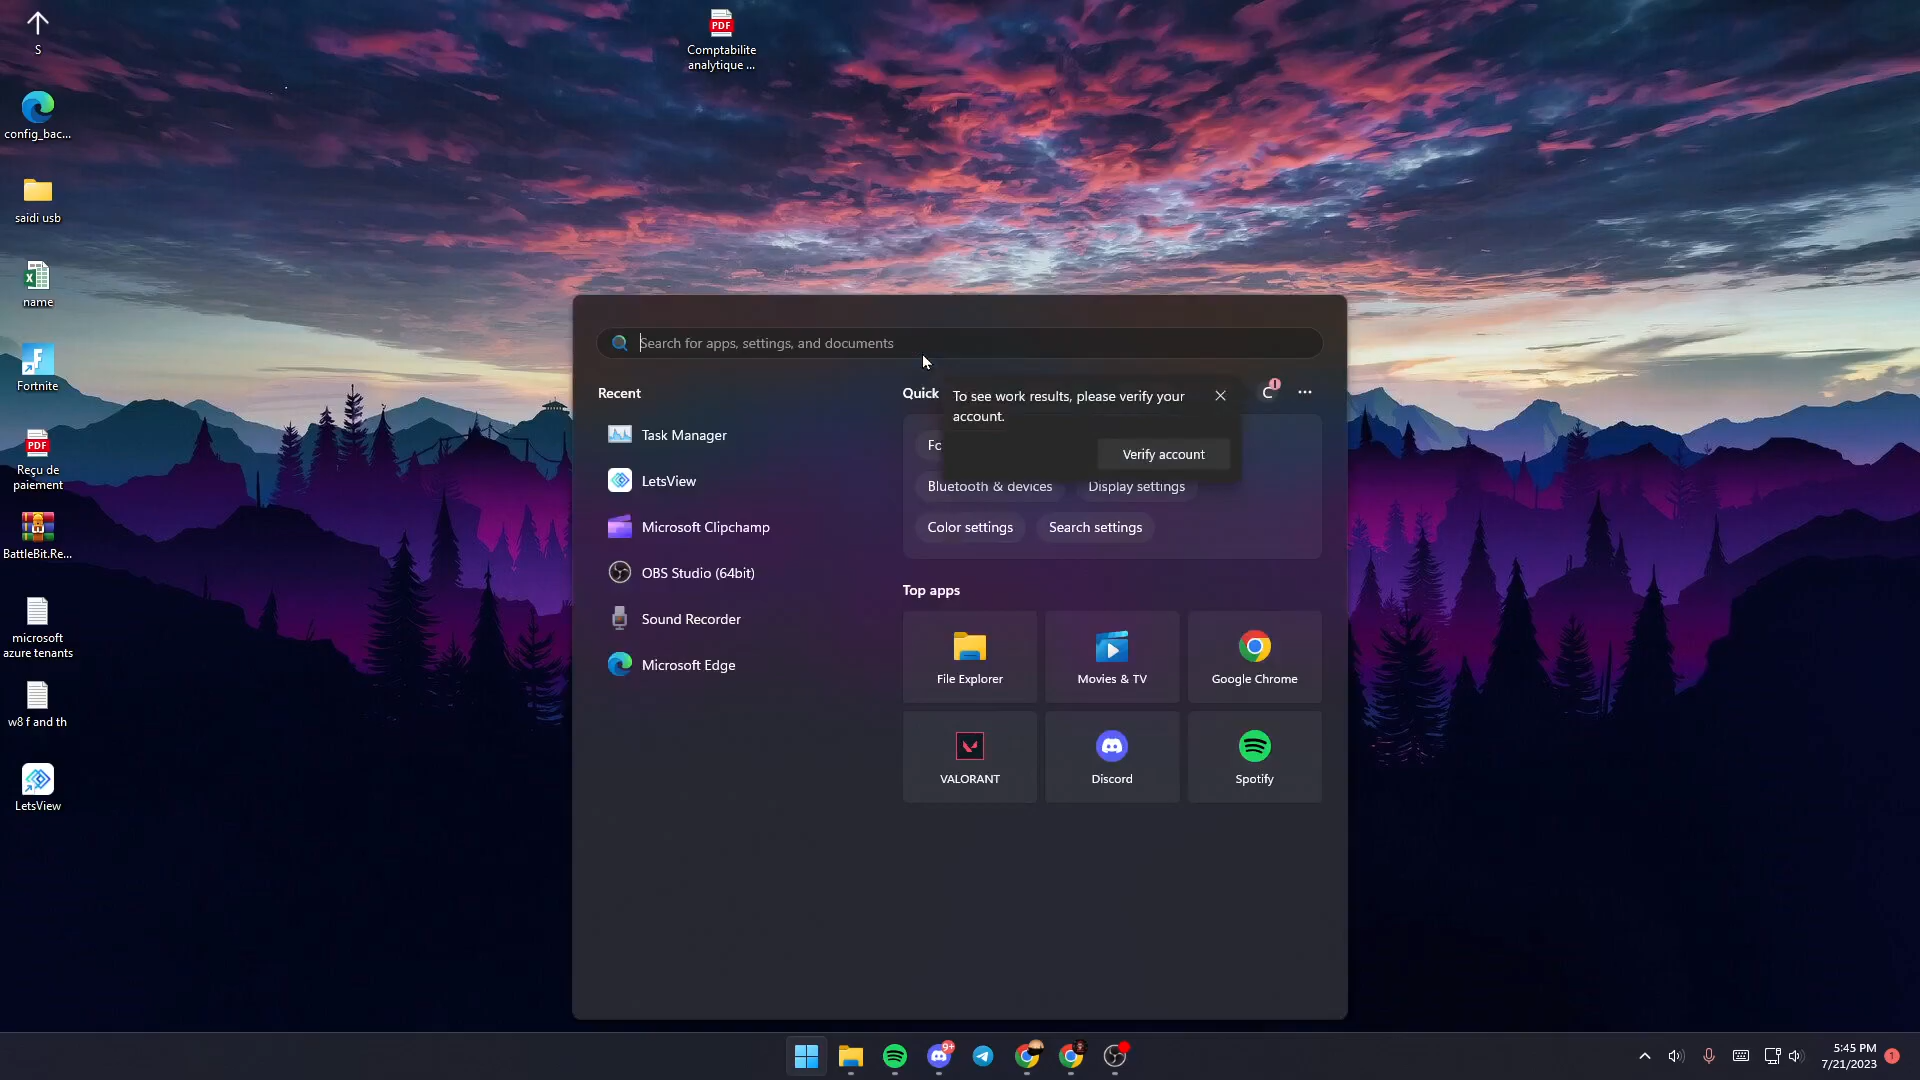 S
config_bac...
saidi usb
name
Fortnite
Reçu de
paiement
BattleBit.Re...
microsoft
azure tenants
w8 f and th
LetsView
PDF
Comptabilite
analytique ...
Search for apps, settings, and documents
Recent
Task Manager
LetsView
Microsoft Clipchamp
OBS Studio (64bit)
Sound Recorder
Microsoft Edge
Quick
C
To see work results, please verify your
account.
Verify account
Fo
Bluetooth & devices
Display settings
Color settings
Search settings
Top apps
File Explorer
Movies & TV
Google Chrome
VALORANT
Discord
Spotify
9+
5:45 PM
7/21/2023
1